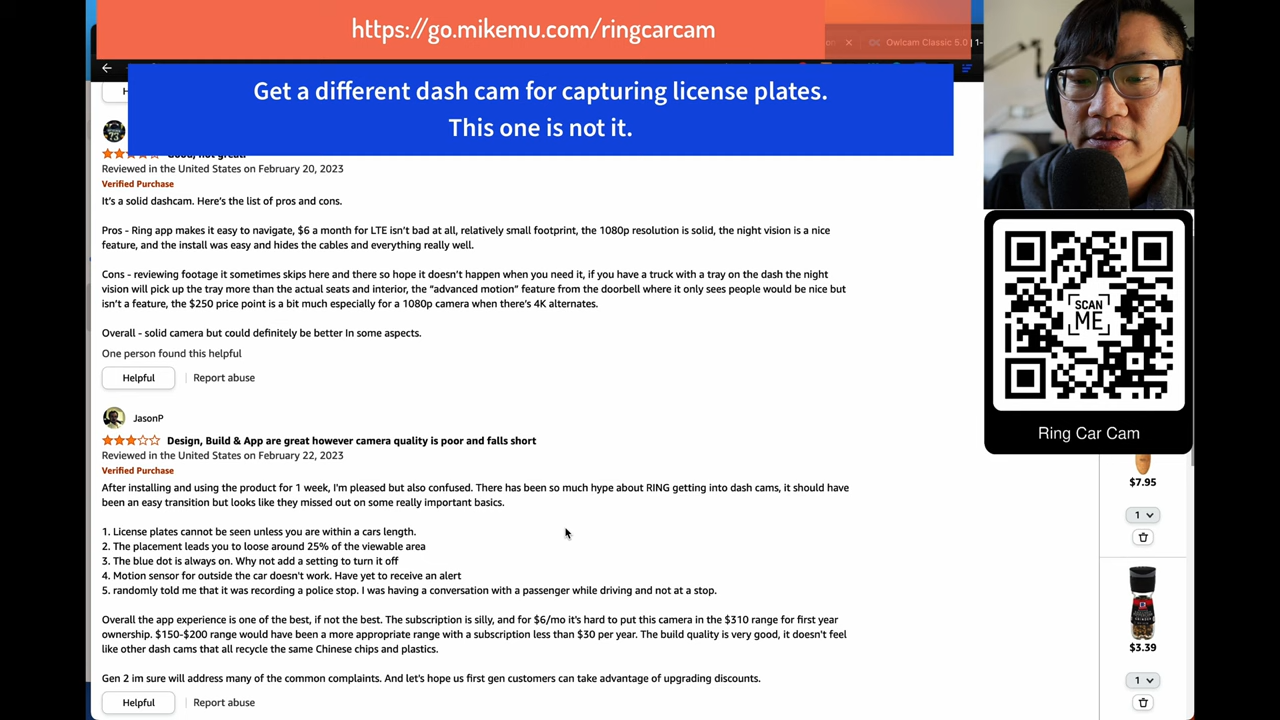 https://go.mikemu.com/ringcarcam
Owlcam Classic 5.0 | 1-
Get a different dash cam for capturing license plates.
This one is not it.
Good, not great!
Reviewed in the United States on February 20, 2023
Verified Purchase
It's a solid dashcam. Here's the list of pros and cons.
Pros - Ring app makes it easy to navigate, $6 a month for LTE isn't bad at all, relatively small footprint, the 1080p resolution is solid, the night vision is a nice
feature, and the install was easy and hides the cables and everything really well.
Cons - reviewing footage it sometimes skips here and there so hope it doesn't happen when you need it, if you have a truck with a tray on the dash the night
vision will pick up the tray more than the actual seats and interior, the “advanced motion” feature from the doorbell where it only sees people would be nice but
isn't a feature, the $250 price point is a bit much especially for a 1080p camera when there's 4K alternates.
Overall - solid camera but could definitely be better In some aspects.
One person found this helpful
Helpful
Report abuse
JasonP
Design, Build & App are great however camera quality is poor and falls short
Reviewed in the United States on February 22, 2023
Verified Purchase
After installing and using the product for 1 week, I'm pleased but also confused. There has been so much hype about RING getting into dash cams, it should have
been an easy transition but looks like they missed out on some really important basics.
1. License plates cannot be seen unless you are within a cars length.
2. The placement leads you to loose around 25% of the viewable area
3. The blue dot is always on. Why not add a setting to turn it off
4. Motion sensor for outside the car doesn't work. Have yet to receive an alert
5. randomly told me that it was recording a police stop. I was having a conversation with a passenger while driving and not at a stop.
Overall the app experience is one of the best, if not the best. The subscription is silly, and for $6/mo it's hard to put this camera in the $310 range for first year
ownership. $150-$200 range would have been a more appropriate range with a subscription less than $30 per year. The build quality is very good, it doesn't feel
like other dash cams that all recycle the same Chinese chips and plastics.
Gen 2 im sure will address many of the common complaints. And let's hope us first gen customers can take advantage of upgrading discounts.
Helpful
Report abuse
SCAN
ME
Ring Car Cam
$7.95
1
$3.39
1